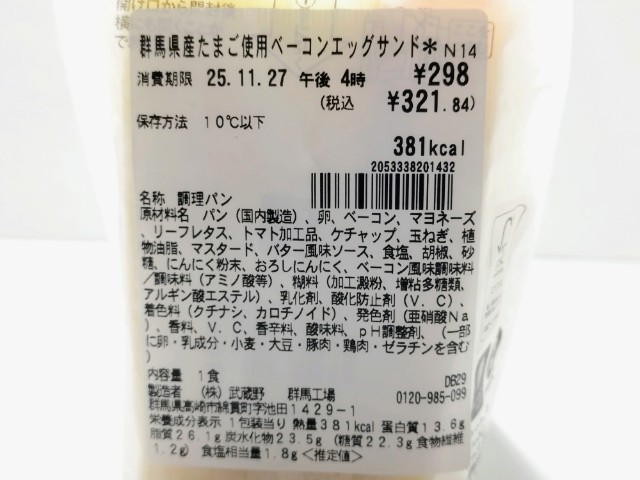 開け口から開封後
群馬県産たまご使用ベーコンエッグサンド* N14
消費期限 25.11.27 午後 4時 ¥298
(税込 ¥321.84)
保存方法 10℃以下
381kcal
2053338201432
名称 調理パン
原材料名 パン(国内製造)、卵、ベーコン、マヨネーズ
、リーフレタス、トマト加工品、ケチャップ、玉ねぎ、植
物油脂、マスタード、バター風味ソース、食塩、胡椒、砂
糖、にんにく粉末、おろしにんにく、ベーコン風味調味料
/調味料(アミノ酸等)、糊料(加工澱粉、増粘多糖類、
アルギン酸エステル)、乳化剤、酸化防止剤(V.C)、
着色料(クチナシ、カロチノイド)、発色剤(亜硝酸Na
)、香料、V.C、香辛料、酸味料、pH調整剤、(一部
に卵・乳成分・小麦・大豆・豚肉・鶏肉・ゼラチンを含む
)
内容量 1食 DB29
製造者 (株)武蔵野 群馬工場 0120-985-099
群馬県高崎市綿貫町字池田1429-1
栄養成分表示 1包装当り 熱量381kcal 蛋白質13.6g
脂質26.1g 炭水化物23.5g (糖質22.3g 食物繊維
1.2g) 食塩相当量1.8g <推定値>